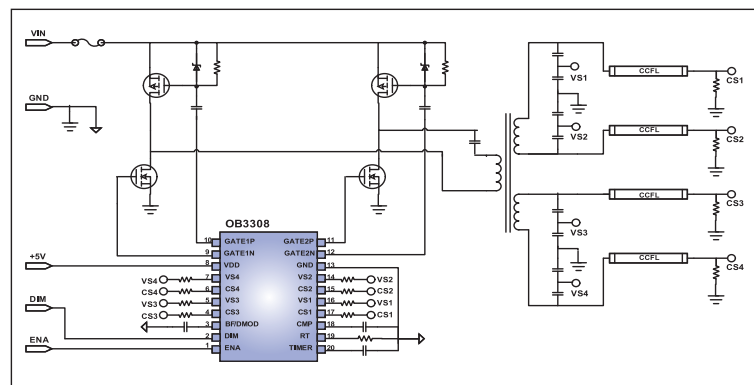 VIN
GND
+5V
DIM
ENA
OB3308
10 GATE1P
9 GATE1N
8 VDD
VS4 7 VS4
CS4 6 CS4
VS3 5 VS3
CS3 4 CS3
3 BF/DMOD
2 DIM
1 ENA
GATE2P 11
GATE2N 12
GND 13
VS2 14 VS2
CS2 15 CS2
VS1 16 VS1
CS1 17 CS1
CMP 18
RT 19
TIMER 20
CCFL
CS1
VS1
VS2
CCFL
CS2
CCFL
CS3
VS3
VS4
CCFL
CS4